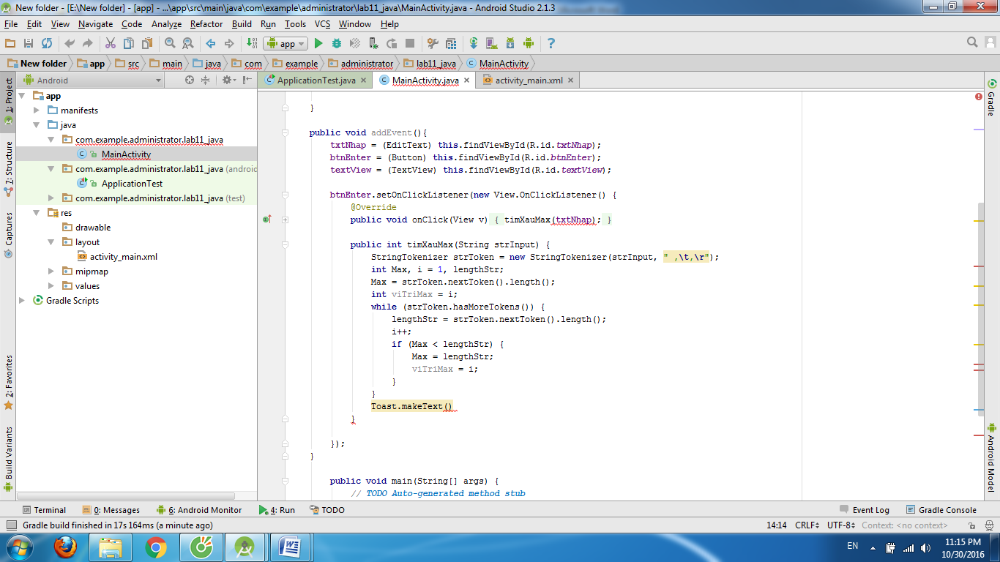 New folder - [E:\New folder] - [app] - ...\app\src\main\java\com\example\administrator\lab11_java\MainActivity.java - Android Studio 2.1.3
File Edit View Navigate Code Analyze Refactor Build Run Tools VCS Window Help
app
New folder app src main java com example administrator lab11_java MainActivity
Android
ApplicationTest.java MainActivity.java activity_main.xml
1: Project
7: Structure
Captures
2: Favorites
Build Variants
app
manifests
java
com.example.administrator.lab11_java
MainActivity
com.example.administrator.lab11_java (android
ApplicationTest
com.example.administrator.lab11_java (test)
res
drawable
layout
activity_main.xml
mipmap
values
Gradle Scripts
}
public void addEvent(){
txtNhap = (EditText) this.findViewById(R.id.txtNhap);
btnEnter = (Button) this.findViewById(R.id.btnEnter);
textView = (TextView) this.findViewById(R.id.textView);
btnEnter.setOnClickListener(new View.OnClickListener() {
@Override
public void onClick(View v) { timXauMax(txtNhap); }
public int timXauMax(String strInput) {
StringTokenizer strToken = new StringTokenizer(strInput, " ,\t,\r");
int Max, i = 1, lengthStr;
Max = strToken.nextToken().length();
int viTriMax = i;
while (strToken.hasMoreTokens()) {
lengthStr = strToken.nextToken().length();
i++;
if (Max < lengthStr) {
Max = lengthStr;
viTriMax = i;
}
}
Toast.makeText()
}
});
}
public void main(String[] args) {
// TODO Auto-generated method stub
Gradle
Android Model
Terminal 0: Messages 6: Android Monitor 4: Run TODO Event Log Gradle Console
Gradle build finished in 17s 164ms (a minute ago) 14:14 CRLF UTF-8 Context: <no context>
EN 11:15 PM
10/30/2016